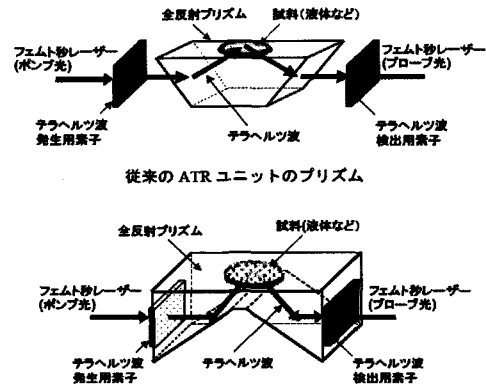 全反射プリズム
試料（液体など）
フェムト秒レーザー
（ポンプ光）
フェムト秒レーザー
（プローブ光）
テラヘルツ波
発生用素子
テラヘルツ波
テラヘルツ波
検出用素子
従来の ATR ユニットのプリズム
全反射プリズム
試料(液体など)
フェムト秒レーザー
（ポンプ光）
フェムト秒レーザー
（プローブ光）
テラヘルツ波
発生用素子
テラヘルツ波
テラヘルツ波
検出用素子